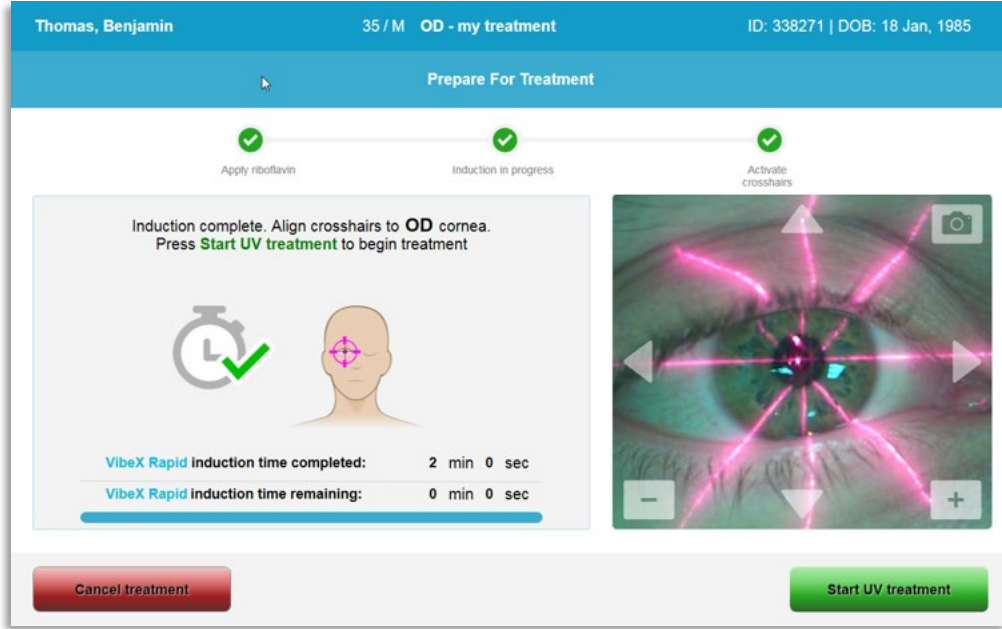 Thomas, Benjamin 35 / M OD - my treatment ID: 338271 | DOB: 18 Jan, 1985
Prepare For Treatment
Apply riboflavin Induction in progress Activate
crosshairs
Induction complete. Align crosshairs to OD cornea.
Press Start UV treatment to begin treatment
VibeX Rapid induction time completed: 2 min 0 sec
VibeX Rapid induction time remaining: 0 min 0 sec
Cancel treatment Start UV treatment